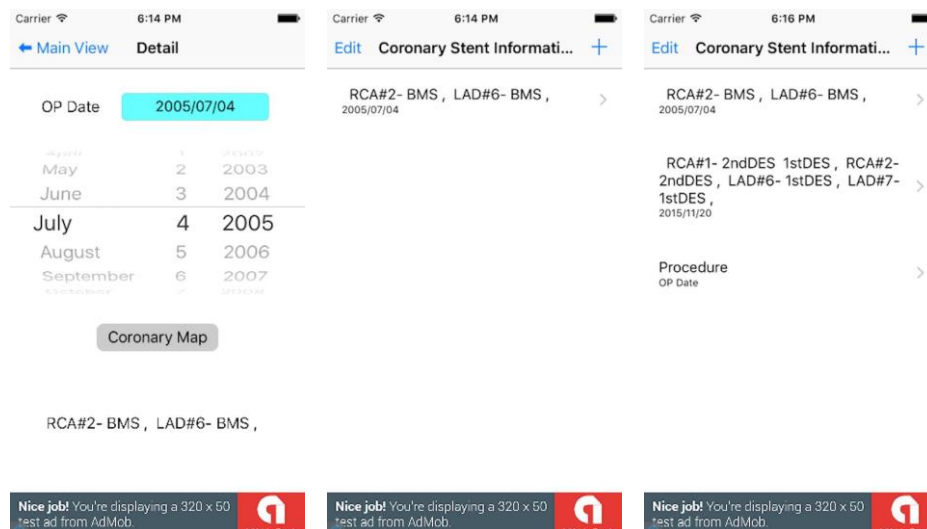 Carrier 6:14 PM
Main View Detail
OP Date 2005/07/04
April 1 2002
May 2 2003
June 3 2004
July 4 2005
August 5 2006
September 6 2007
October 7 2008
Coronary Map
RCA#2- BMS , LAD#6- BMS ,
Nice job! You're displaying a 320 x 50
test ad from AdMob.
Carrier 6:14 PM
Edit Coronary Stent Informati... +
RCA#2- BMS , LAD#6- BMS ,
2005/07/04
Nice job! You're displaying a 320 x 50
test ad from AdMob.
Carrier 6:16 PM
Edit Coronary Stent Informati... +
RCA#2- BMS , LAD#6- BMS ,
2005/07/04
RCA#1- 2ndDES 1stDES , RCA#2-
2ndDES , LAD#6- 1stDES , LAD#7-
1stDES ,
2015/11/20
Procedure
OP Date
Nice job! You're displaying a 320 x 50
test ad from AdMob.